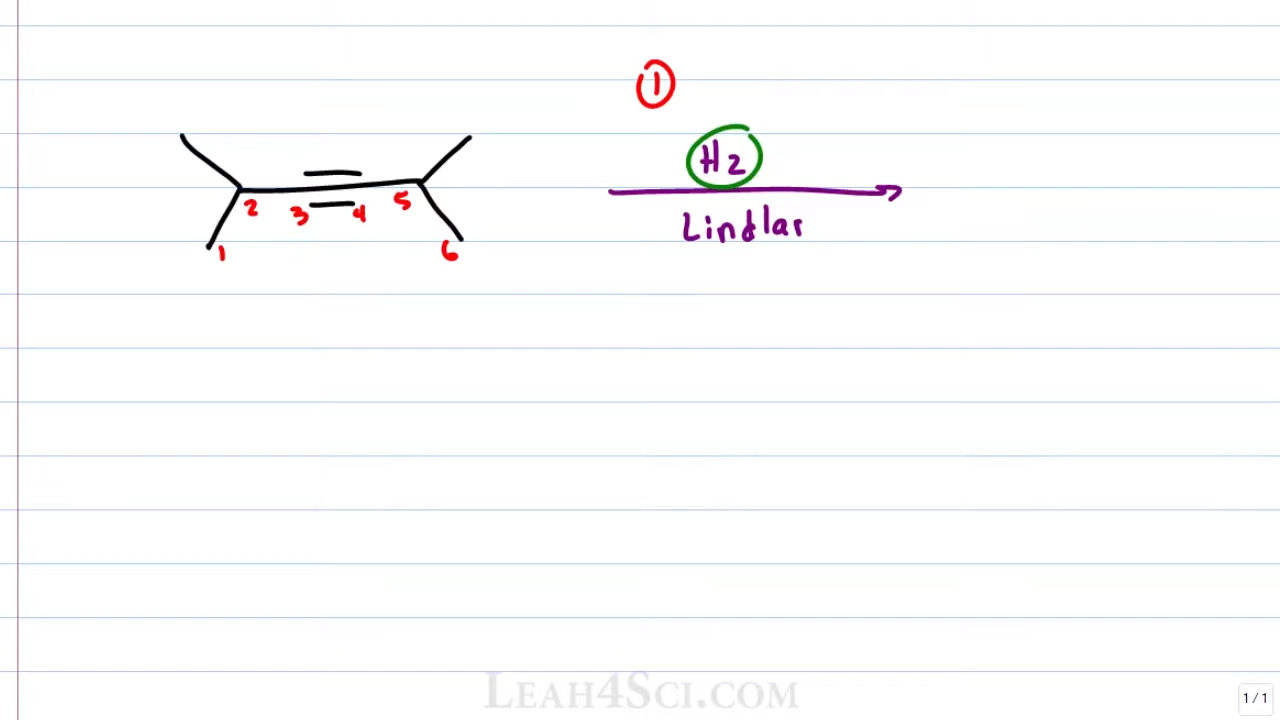 ①
H2
Lindlar
2 3 4 5
1 6
LEAH4SCI.COM
1 / 1